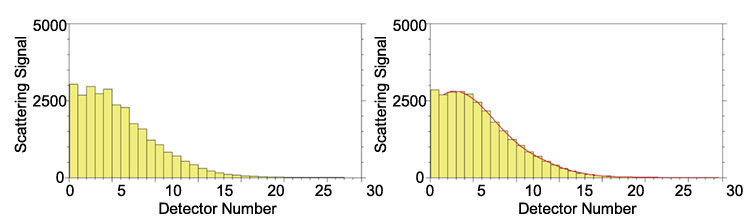 5000
5000
Scattering Signal
Scattering Signal
2500
2500
0
0
0 5 10 15 20 25 30
0 5 10 15 20 25 30
Detector Number
Detector Number